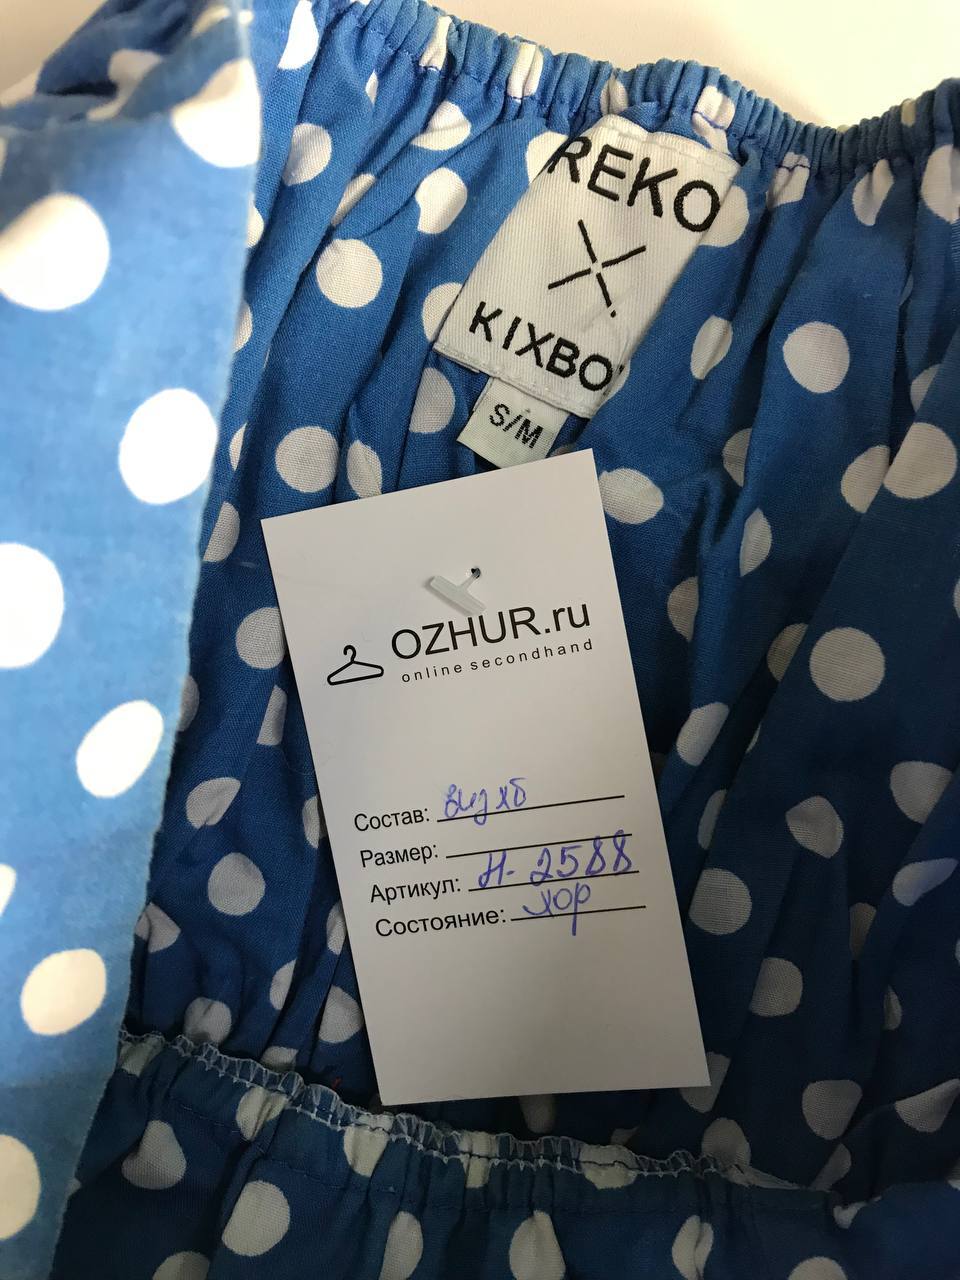 REKO
X
KIXBO
S/M
OZHUR.ru
online secondhand
Состав: виз хб
Размер:
Артикул: Н-2588
Состояние: хор